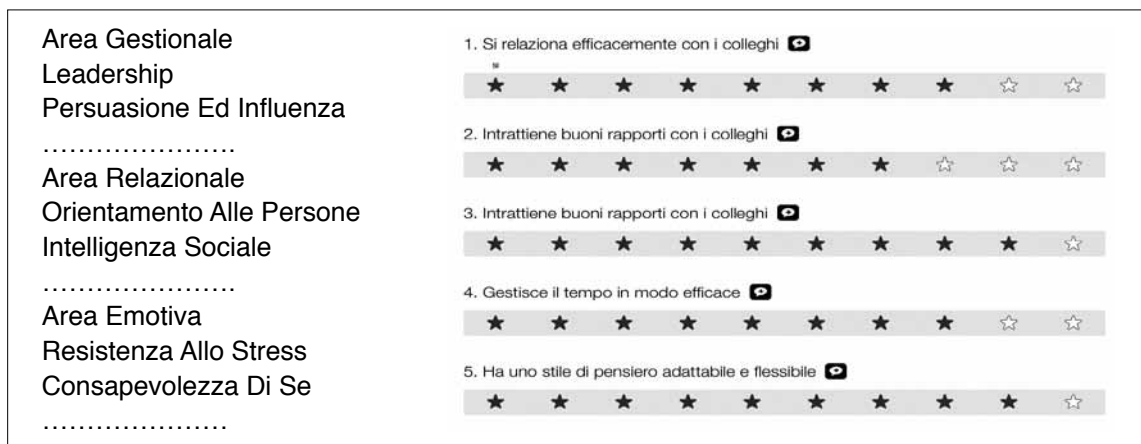 Area Gestionale
Leadership
Persuasione Ed Influenza
…………………..
Area Relazionale
Orientamento Alle Persone
Intelligenza Sociale
…………………..
Area Emotiva
Resistenza Allo Stress
Consapevolezza Di Se
…………………
1. Si relaziona efficacemente con i colleghi
2. Intrattiene buoni rapporti con i colleghi
3. Intrattiene buoni rapporti con i colleghi
4. Gestisce il tempo in modo efficace
5. Ha uno stile di pensiero adattabile e flessibile